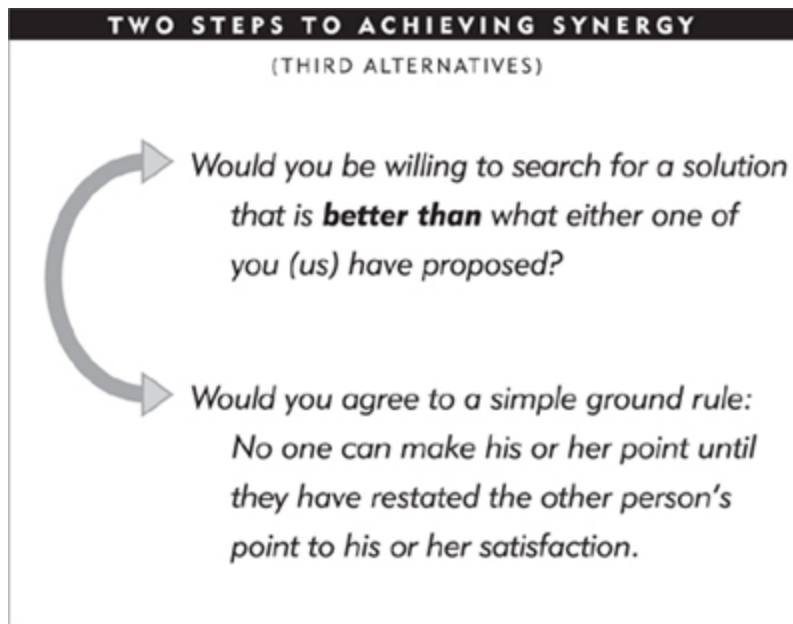 TWO STEPS TO ACHIEVING SYNERGY
(THIRD ALTERNATIVES)
Would you be willing to search for a solution
that is better than what either one of
you (us) have proposed?
Would you agree to a simple ground rule:
No one can make his or her point until
they have restated the other person's
point to his or her satisfaction.